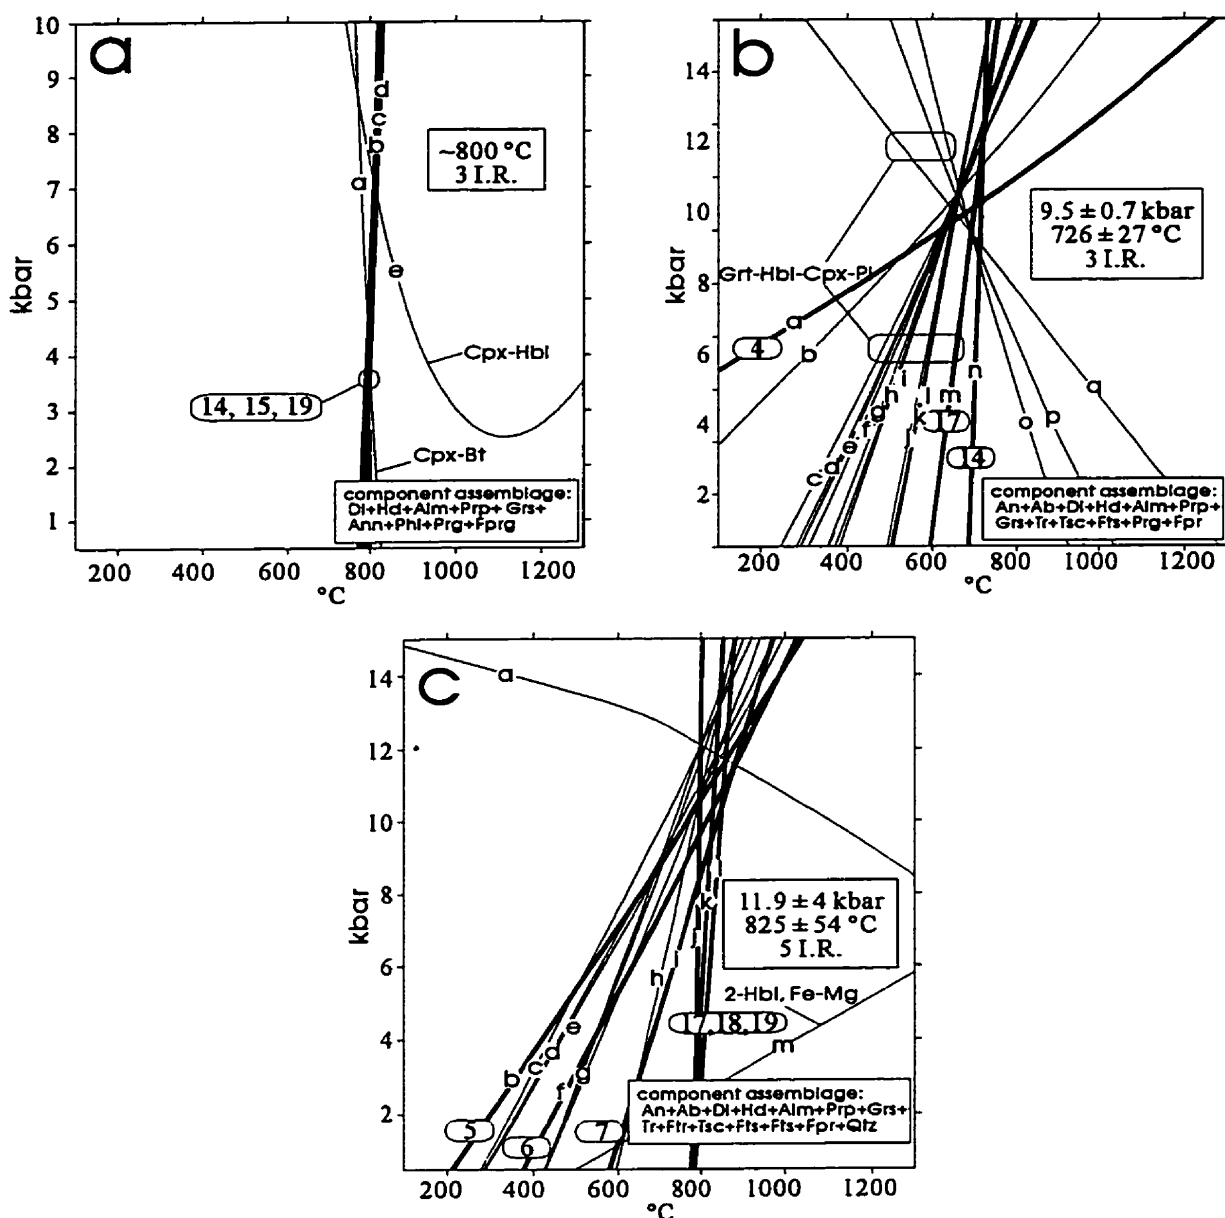 a
10
9
8
7
6
5
4
3
2
1
kbar
200 400 600 800 1000 1200
°C
d
c
b
a
e
~800 °C
3 I.R.
Cpx-Hbl
14, 15, 19
Cpx-Bt
component assemblage:
Di+Hd+Alm+Prp+ Grs+
Ann+Phl+Prg+Fprg
b
14
12
10
8
6
4
2
kbar
200 400 600 800 1000 1200
°C
9.5 ± 0.7 kbar
726 ± 27 °C
3 I.R.
Grt-Hbl-Cpx-Pl
a
4
b
c d e f g h i
j k l m n
o p q
17
14
component assemblage:
An+Ab+Di+Hd+Alm+Prp+
Grs+Tr+Tsc+Fts+Prg+Fpr
c
14
12
10
8
6
4
2
kbar
200 400 600 800 1000 1200
°C
a
11.9 ± 4 kbar
825 ± 54 °C
5 I.R.
2-Hbl, Fe-Mg
17, 18, 19
m
b c d e f g h i j k l
5
6
7
component assemblage:
An+Ab+Di+Hd+Alm+Prp+Grs+
Tr+Ftr+Tsc+Fts+Fts+Fpr+Qtz